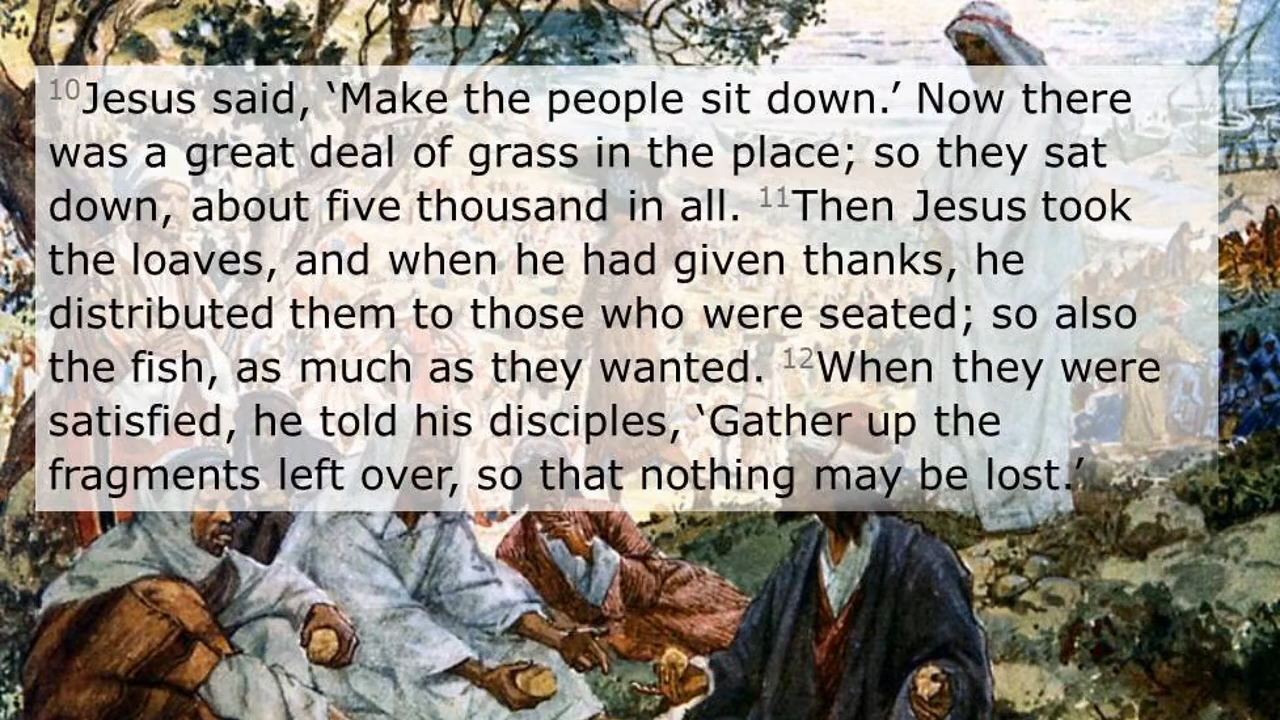 10Jesus said, ‘Make the people sit down.’ Now there
was a great deal of grass in the place; so they sat
down, about five thousand in all. 11Then Jesus took
the loaves, and when he had given thanks, he
distributed them to those who were seated; so also
the fish, as much as they wanted. 12When they were
satisfied, he told his disciples, ‘Gather up the
fragments left over, so that nothing may be lost.’